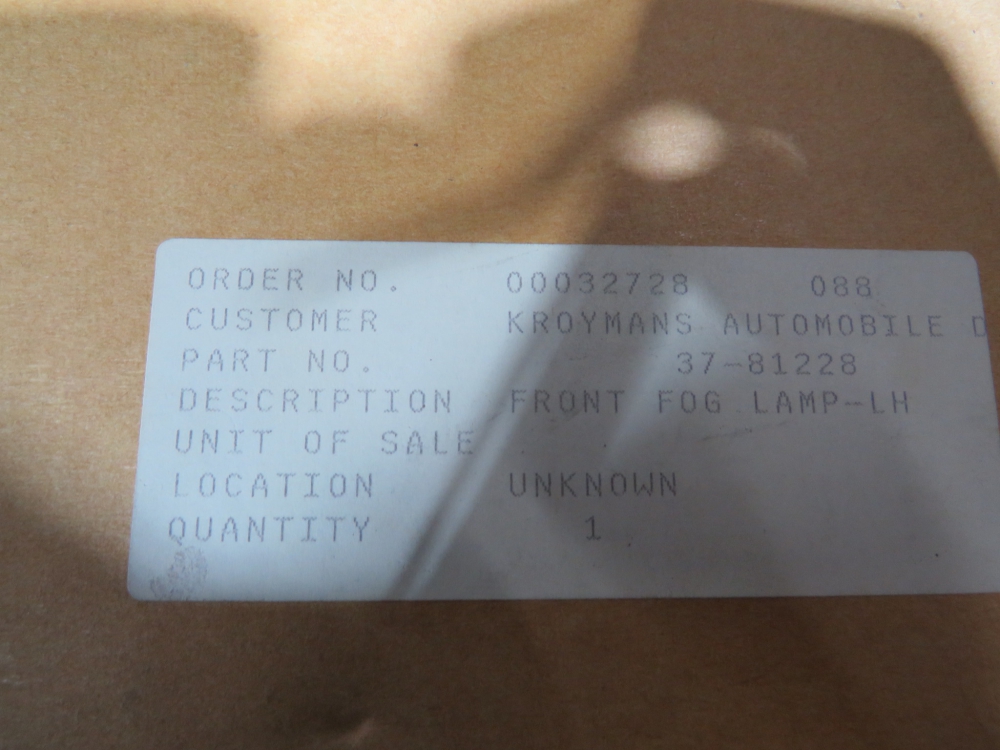 ORDER NO. 00032728 088
CUSTOMER KROYMANS AUTOMOBILE D
PART NO. 37-81228
DESCRIPTION FRONT FOG LAMP-LH
UNIT OF SALE
LOCATION UNKNOWN
QUANTITY 1